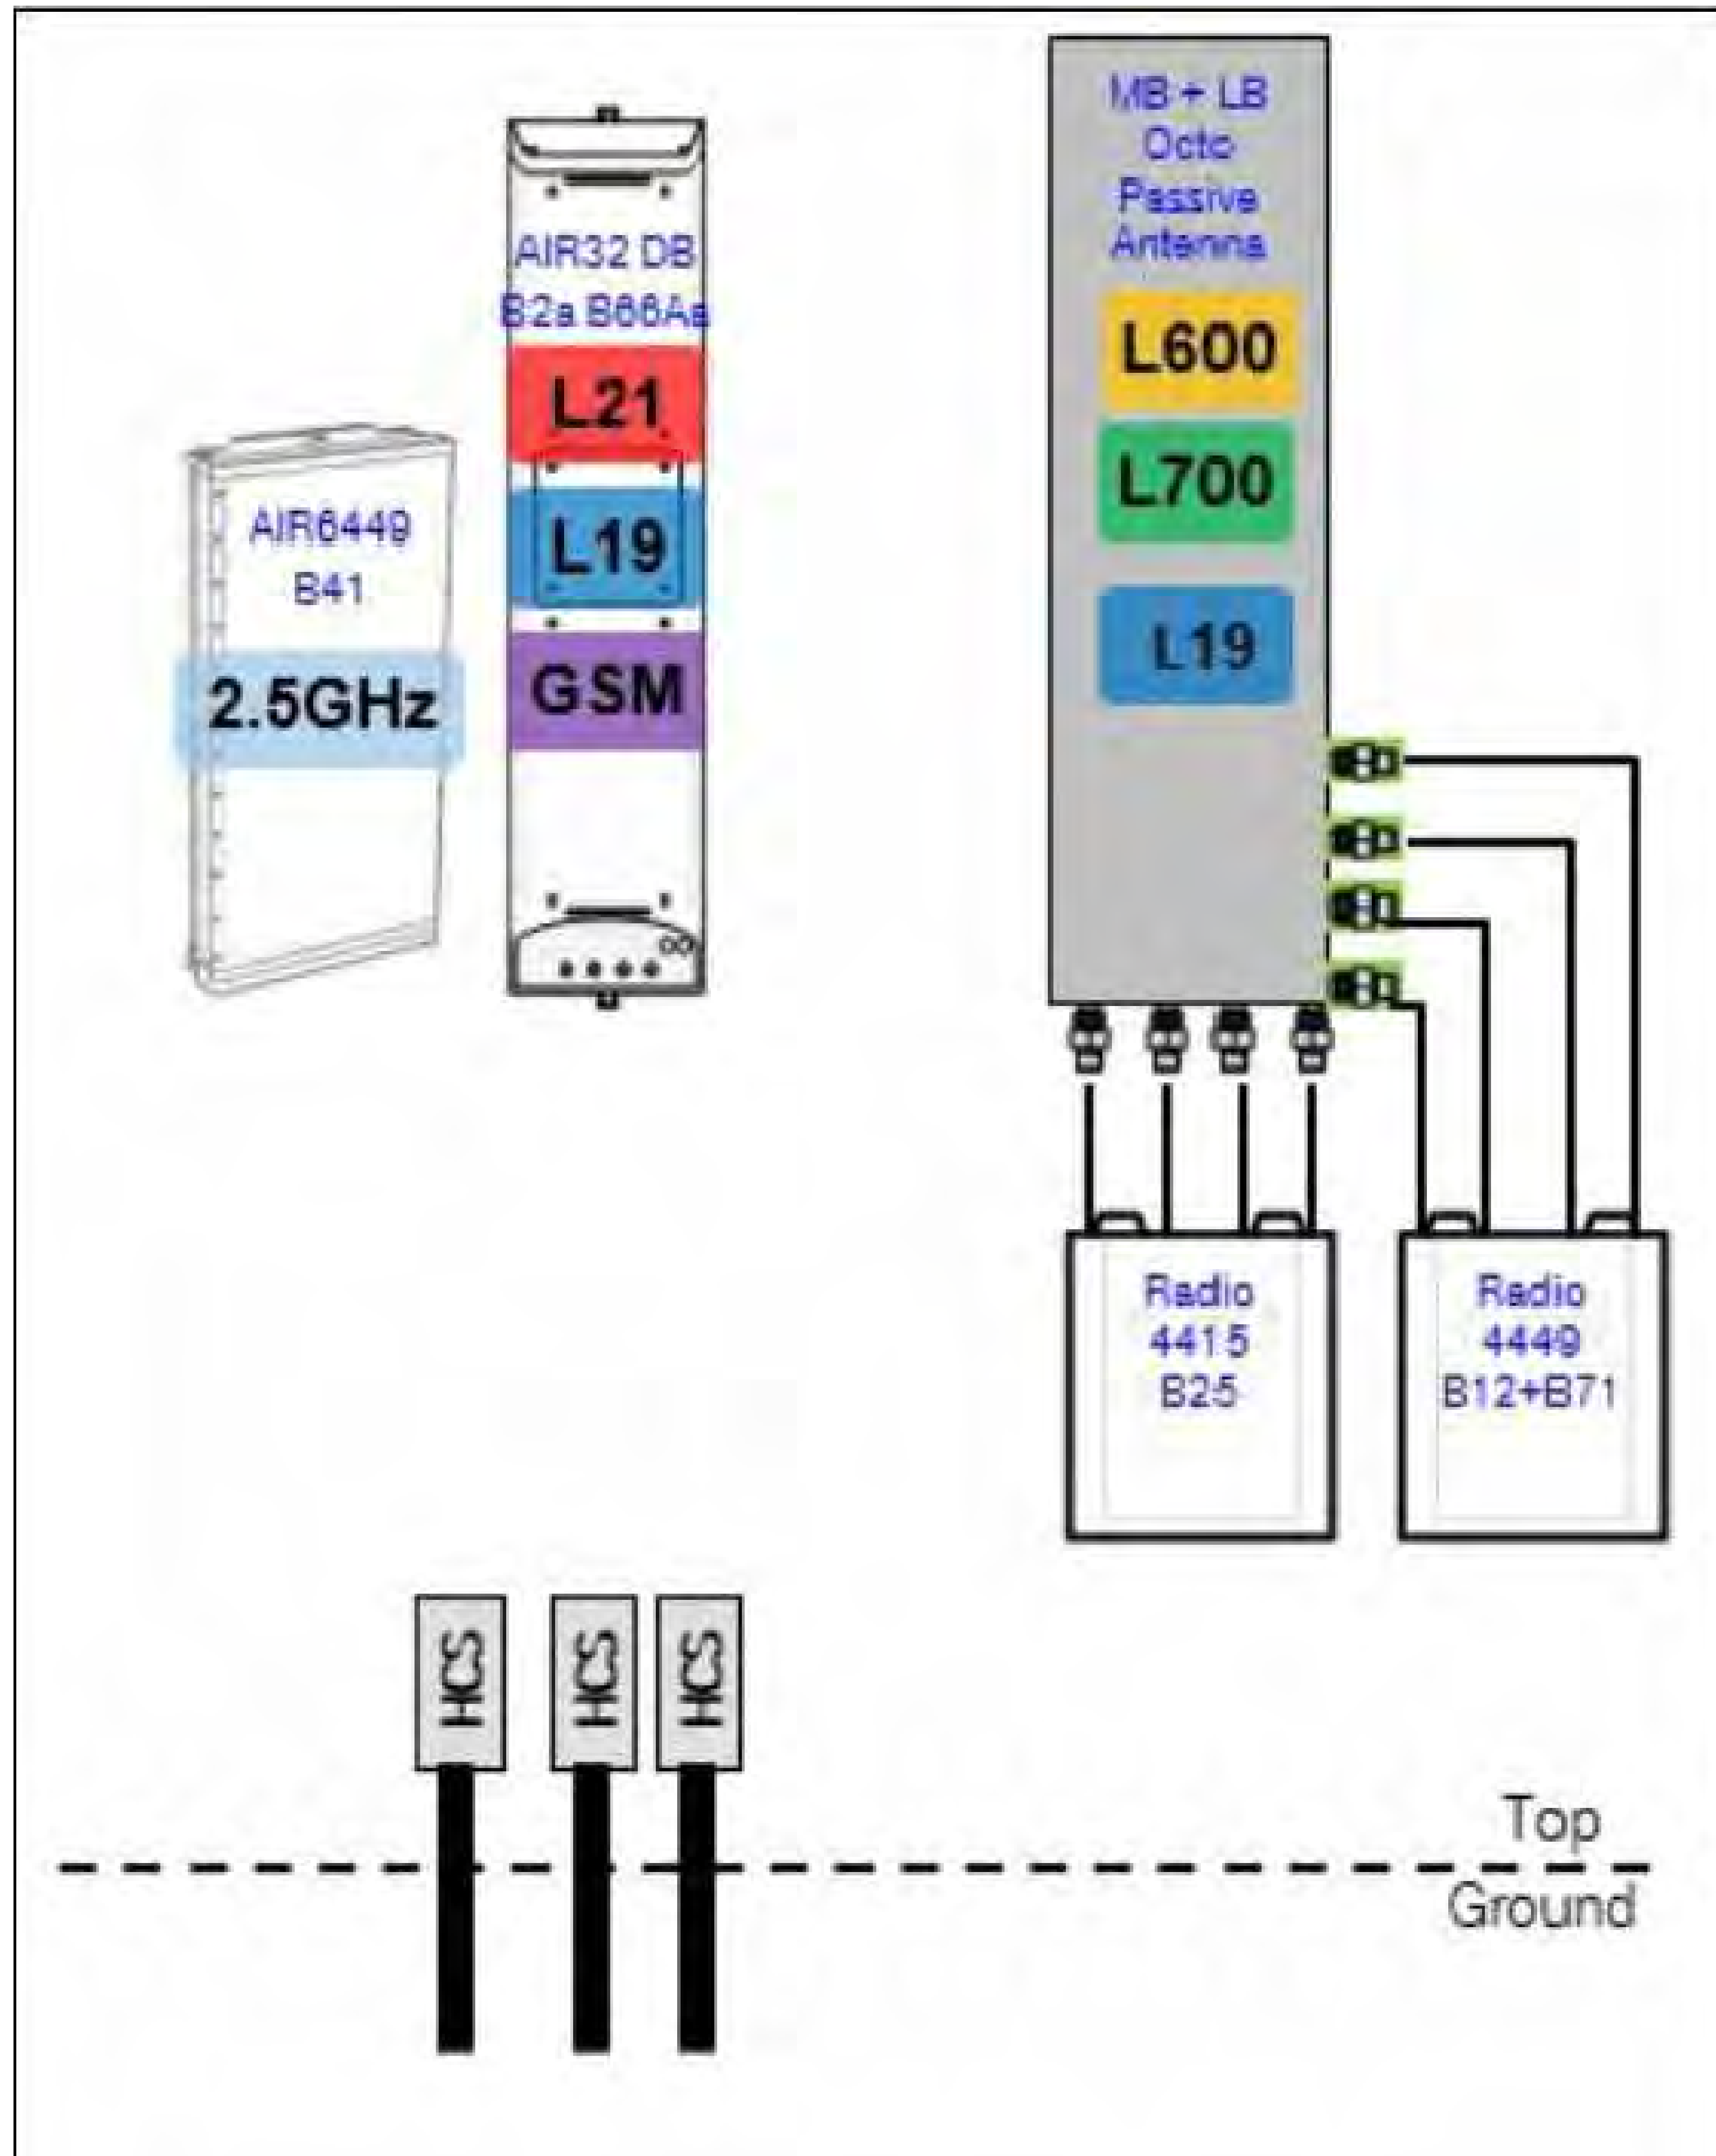 MB + LB
Octo
Passive
Antenna
AIR32 DB
B2a B66Aa
L600
L21
L700
AIR6449
B41
L19
L19
2.5GHz
GSM
Radio
4415
B25
Radio
4449
B12+B71
HCS
HCS
HCS
Top
Ground